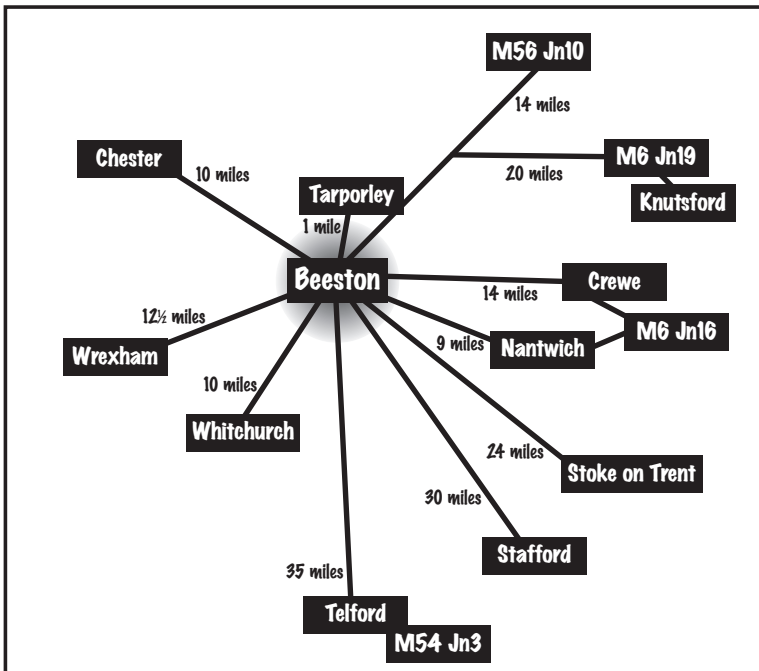 M56 Jn10
14 miles
Chester
10 miles
M6 Jn19
20 miles
Tarporley
Knutsford
1 mile
Beeston
Crewe
14 miles
12½ miles
M6 Jn16
9 miles
Nantwich
Wrexham
10 miles
Whitchurch
24 miles
Stoke on Trent
30 miles
Stafford
35 miles
Telford
M54 Jn3